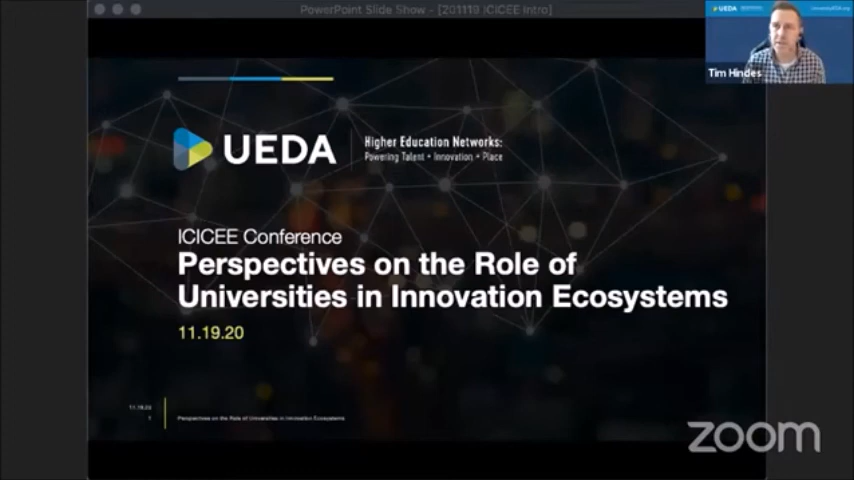 PowerPoint Slide Show - [201119 ICICEE Intro]
UEDA
Tim Hindes
UEDA
Higher Education Networks:
Powering Talent + Innovation + Place
ICICEE Conference
Perspectives on the Role of
Universities in Innovation Ecosystems
11.19.20
11.19.20
1
Perspectives on the Role of Universities in Innovation Ecosystems
zoom